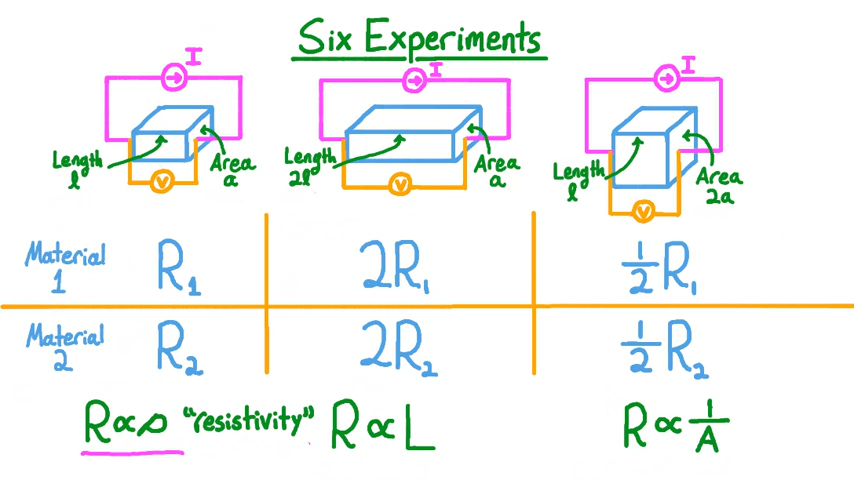 Six Experiments
I
I
I
Length
l
Area
a
V
Length
2l
Area
a
V
Length
l
Area
2a
V
Material
1
R₁
2R₁
½R₁
Material
2
R₂
2R₂
½R₂
R∝ρ "resistivity"
R∝L
R∝1/A